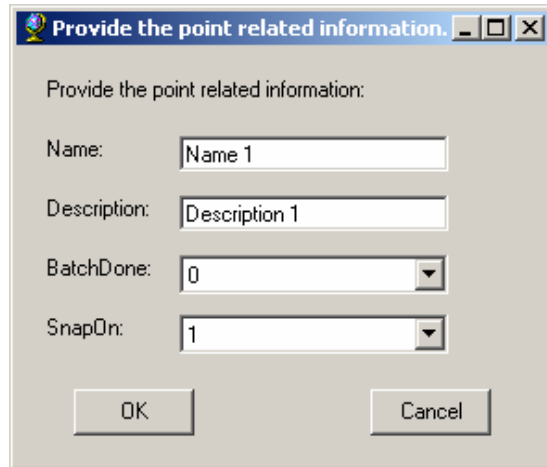 Provide the point related information.
Provide the point related information:
Name: Name 1
Description: Description 1
BatchDone: 0
SnapOn: 1
OK Cancel